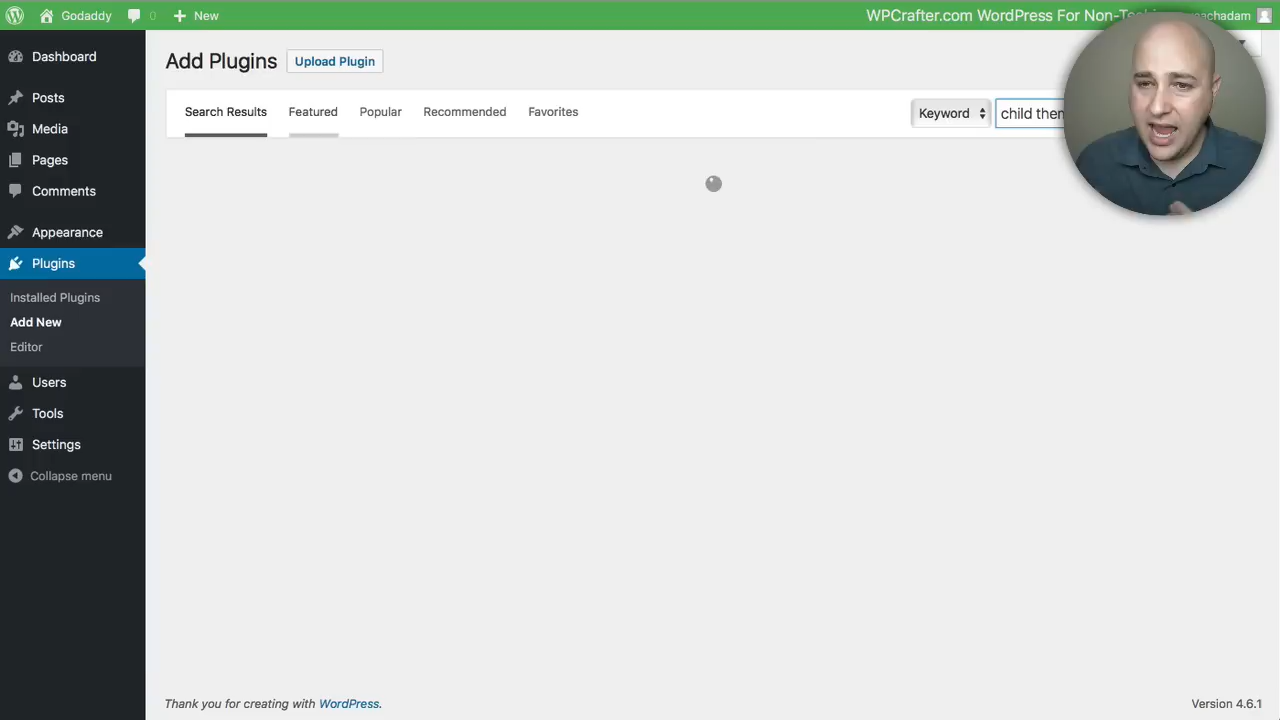 Godaddy 0 New WPCrafter.com WordPress For Non-Te
Dashboard
Posts
Media
Pages
Comments
Appearance
Plugins
Installed Plugins
Add New
Editor
Users
Tools
Settings
Collapse menu
Add Plugins Upload Plugin
Search Results Featured Popular Recommended Favorites Keyword child them
Thank you for creating with WordPress. Version 4.6.1